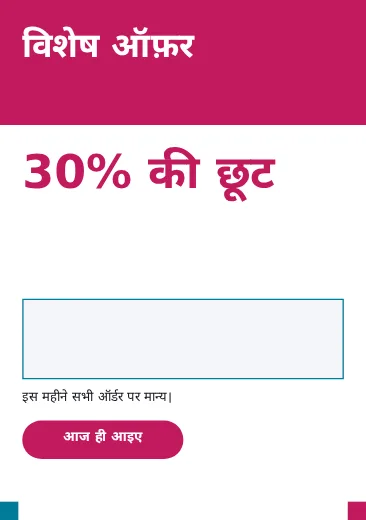 विशेष ऑफ़र
30% की छूट
इस महीने सभी ऑर्डर पर मान्य।
आज ही आइए